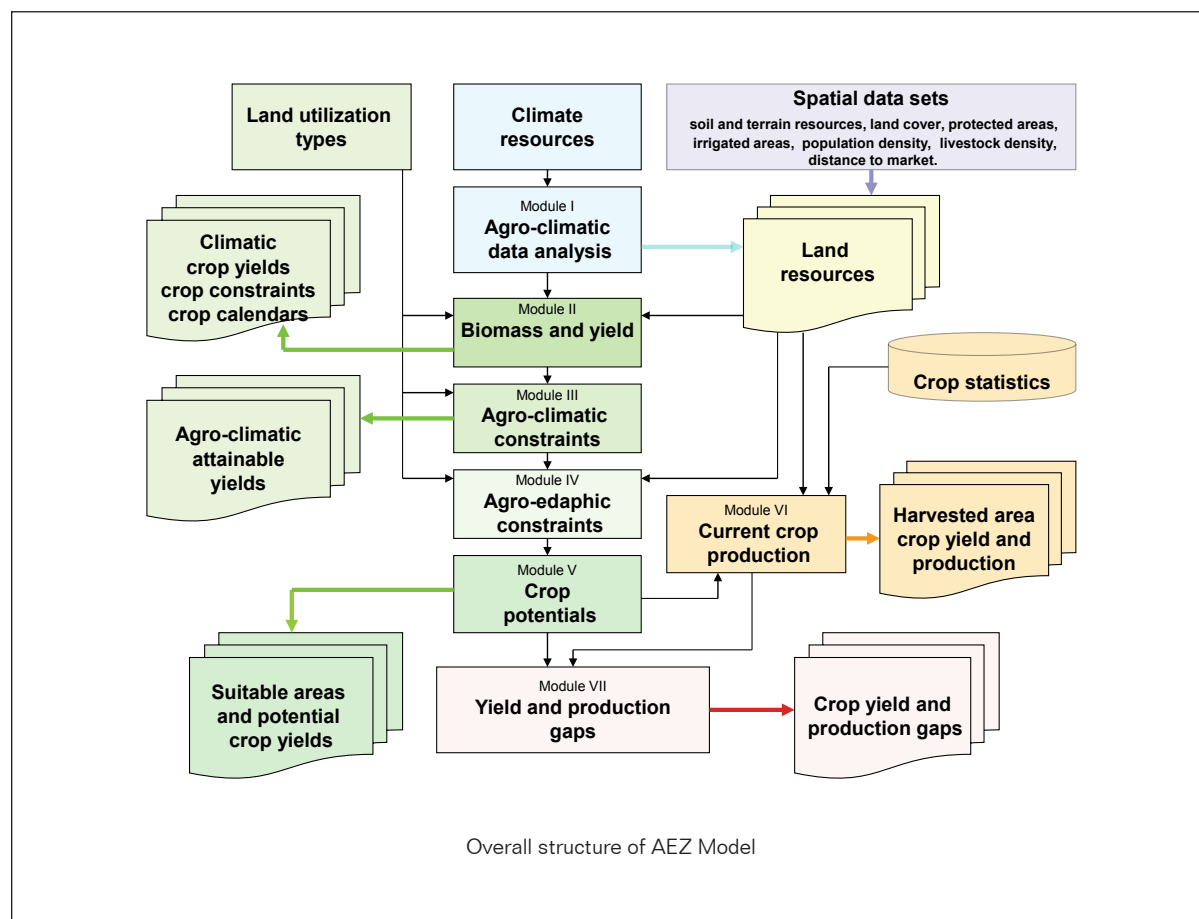 Land utilization
types
Climate
resources
Spatial data sets
soil and terrain resources, land cover, protected areas,
irrigated areas, population density, livestock density,
distance to market.
Module I
Agro-climatic
data analysis
Climatic
crop yields
crop constraints
crop calendars
Land
resources
Module II
Biomass and yield
Crop statistics
Module III
Agro-climatic
constraints
Agro-climatic
attainable
yields
Module IV
Agro-edaphic
constraints
Module VI
Current crop
production
Harvested area
crop yield and
production
Module V
Crop
potentials
Suitable areas
and potential
crop yields
Module VII
Yield and production
gaps
Crop yield and
production gaps
Overall structure of AEZ Model